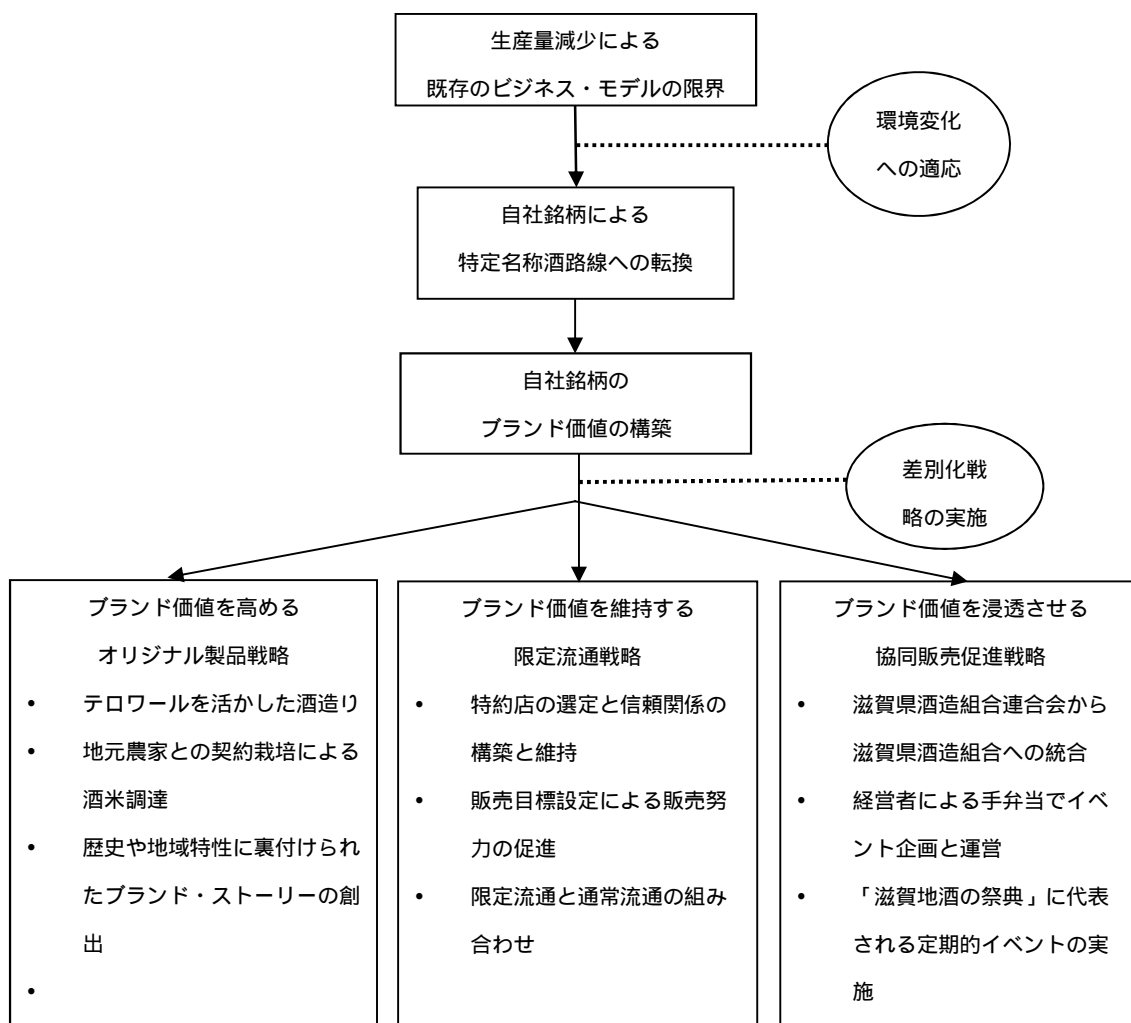 生産量減少による
既存のビジネス・モデルの限界
環境変化
への適応
自社銘柄による
特定名称酒路線への転換
自社銘柄の
ブランド価値の構築
差別化戦
略の実施
ブランド価値を高める
オリジナル製品戦略
• テロワールを活かした酒造り
• 地元農家との契約栽培による
酒米調達
• 歴史や地域特性に裏付けられ
たブランド・ストーリーの創
出
•
ブランド価値を維持する
限定流通戦略
• 特約店の選定と信頼関係の
構築と維持
• 販売目標設定による販売努
力の促進
• 限定流通と通常流通の組み
合わせ
ブランド価値を浸透させる
協同販売促進戦略
• 滋賀県酒造組合連合会から
滋賀県酒造組合への統合
• 経営者による手弁当でイベ
ント企画と運営
• 「滋賀地酒の祭典」に代表
される定期的イベントの実
施